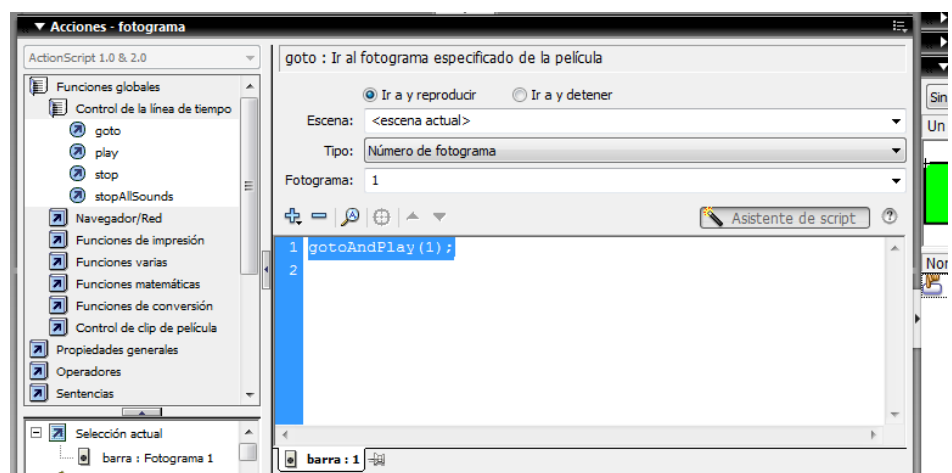 Acciones - fotograma
ActionScript 1.0 & 2.0
Funciones globales
Control de la línea de tiempo
goto
play
stop
stopAllSounds
Navegador/Red
Funciones de impresión
Funciones varias
Funciones matemáticas
Funciones de conversión
Control de clip de película
Propiedades generales
Operadores
Sentencias
Selección actual
barra : Fotograma 1
goto : Ir al fotograma especificado de la película
Ir a y reproducir Ir a y detener
Escena: <escena actual>
Tipo: Número de fotograma
Fotograma: 1
Asistente de script
1 gotoAndPlay(1);
2
barra : 1
Sin
Un
Nor